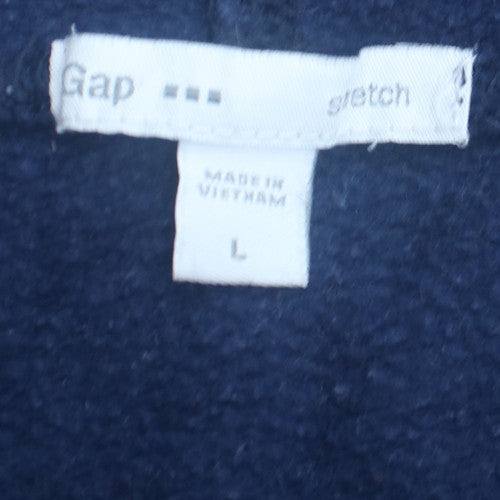 Gap ▪▪▪ stretch
MADE IN
VIETNAM
L